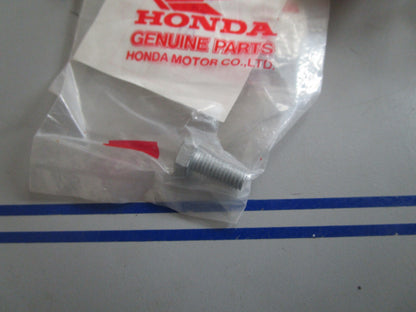 HONDA
GENUINE PARTS
HONDA MOTOR CO.,LTD.